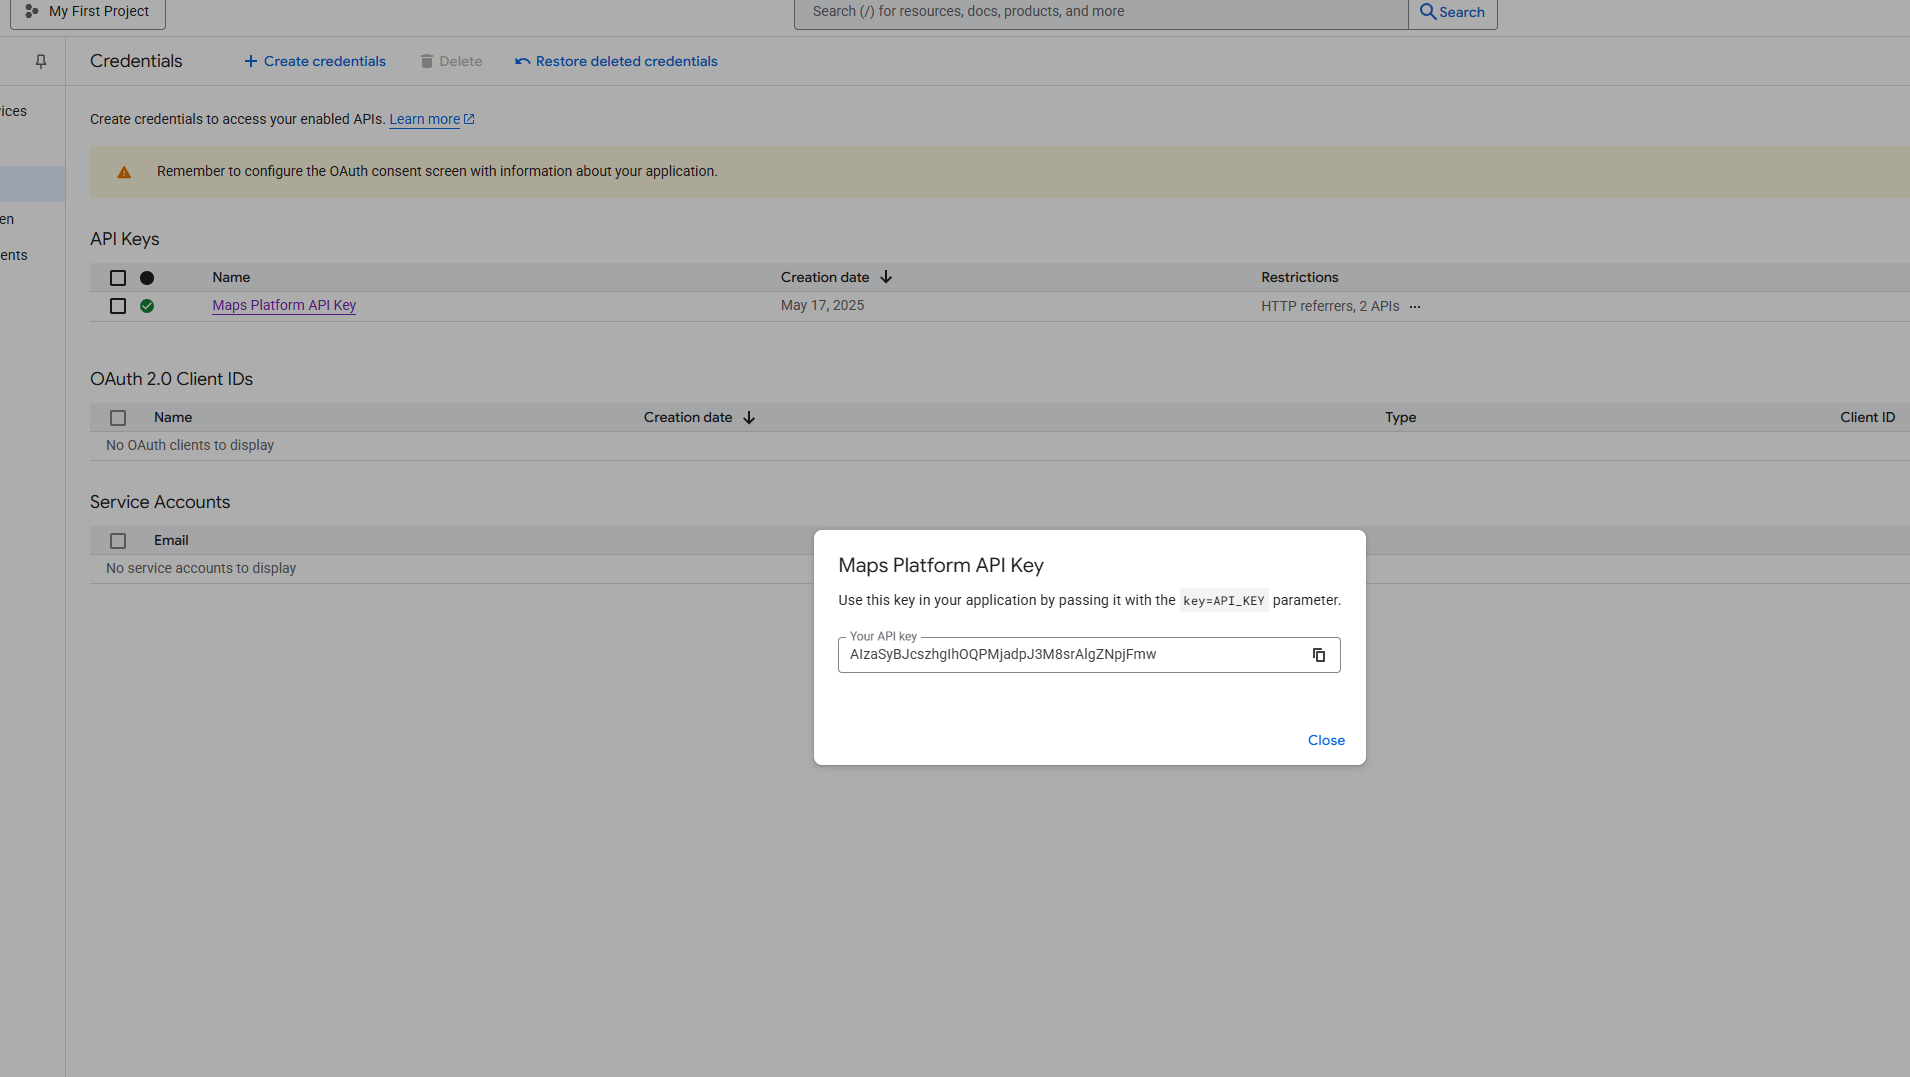 My First Project
Search (/) for resources, docs, products, and more
Search
Credentials
Create credentials
Delete
Restore deleted credentials
ices
en
ents
Create credentials to access your enabled APIs. Learn more
Remember to configure the OAuth consent screen with information about your application.
API Keys
Name Creation date Restrictions
Maps Platform API Key May 17, 2025 HTTP referrers, 2 APIs
OAuth 2.0 Client IDs
Name Creation date Type Client ID
No OAuth clients to display
Service Accounts
Email
No service accounts to display
Maps Platform API Key
Use this key in your application by passing it with the key=API_KEY parameter.
Your API key
AIzaSyBJcszhgIhOQPMjadpJ3M8srAlgZNpjFmw
Close